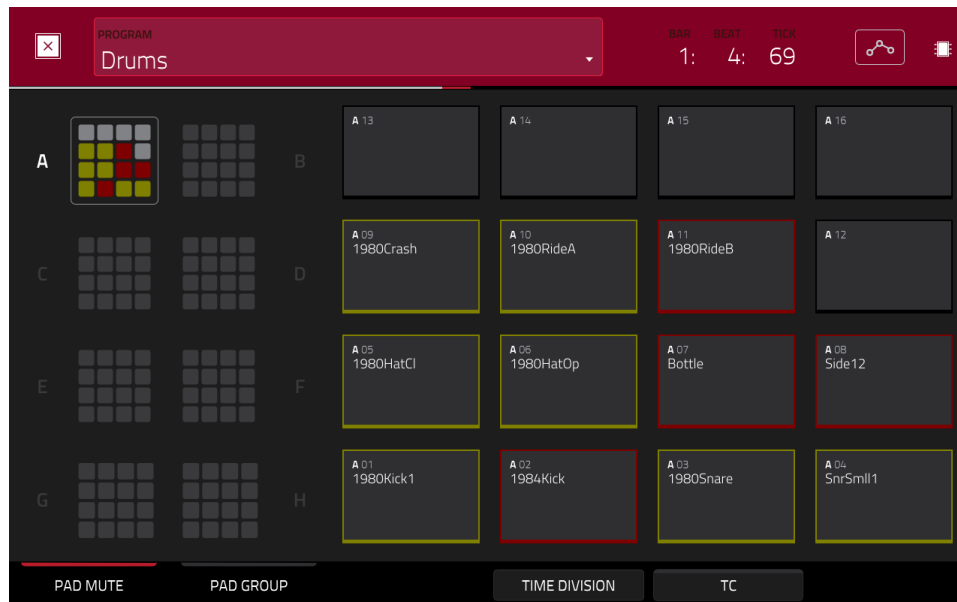 PROGRAM
Drums
BAR BEAT TICK
1: 4: 69
A B
C D
E F
G H
A 13
A 14
A 15
A 16
A 09
1980Crash
A 10
1980RideA
A 11
1980RideB
A 12
A 05
1980HatCl
A 06
1980HatOp
A 07
Bottle
A 08
Side12
A 01
1980Kick1
A 02
1984Kick
A 03
1980Snare
A 04
SnrSmll1
PAD MUTE
PAD GROUP
TIME DIVISION
TC